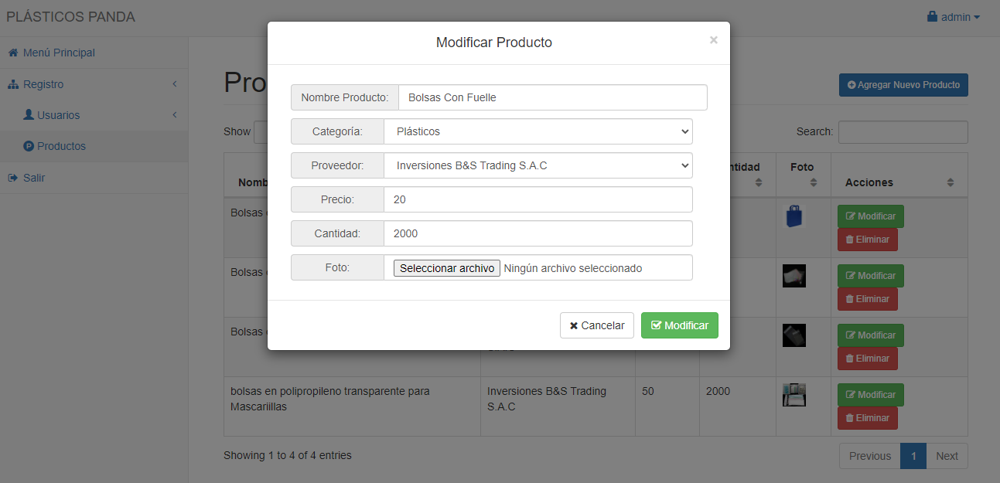 PLÁSTICOS PANDA
admin
Menú Principal
Registro
Usuarios
Productos
Salir
Modificar Producto
×
Nombre Producto: Bolsas Con Fuelle
Categoría: Plásticos
Proveedor: Inversiones B&S Trading S.A.C
Precio: 20
Cantidad: 2000
Foto: Seleccionar archivo Ningún archivo seleccionado
Cancelar Modificar
Agregar Nuevo Producto
Show
Search:
Foto
Acciones
Bolsas
Modificar
Eliminar
Bolsas
Modificar
Eliminar
Bolsas
Modificar
Eliminar
bolsas en polipropileno transparente para Inversiones B&S Trading 50 2000 Modificar
Mascariillas S.A.C
Eliminar
Showing 1 to 4 of 4 entries
Previous 1 Next